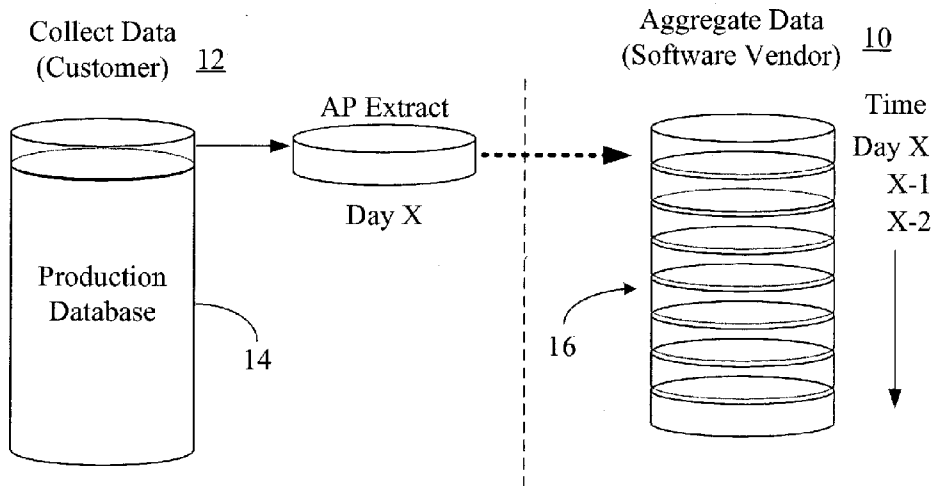 Collect Data
(Customer)
12
AP Extract
Day X
Production
Database
14
Aggregate Data
(Software Vendor)
10
Time
Day X
X-1
X-2
16